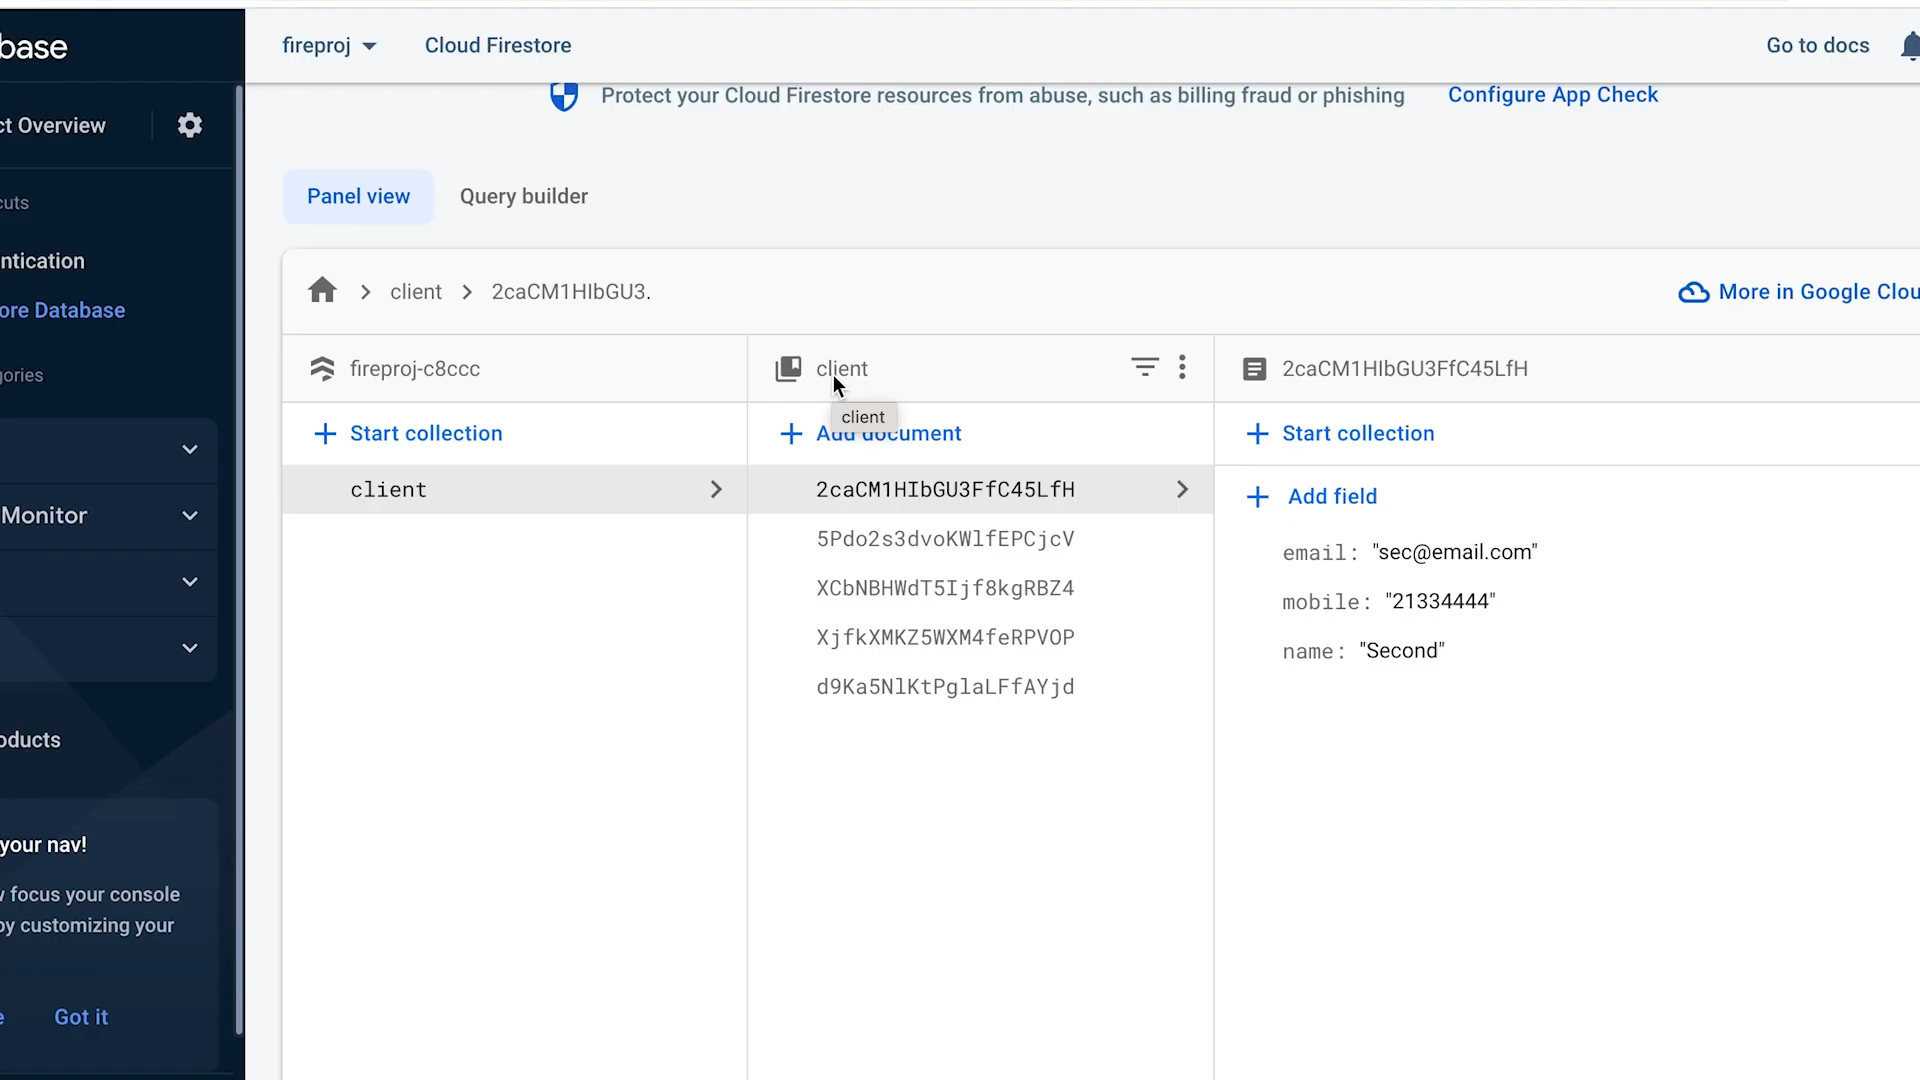 base
fireproj
Cloud Firestore
Go to docs
Protect your Cloud Firestore resources from abuse, such as billing fraud or phishing
Configure App Check
ct Overview
cuts
ntication
ore Database
gories
Monitor
oducts
your nav!
w focus your console
by customizing your
e
Got it
Panel view
Query builder
client
2caCM1HIbGU3.
More in Google Clou
fireproj-c8ccc
Start collection
client
client
client
Add document
2caCM1HIbGU3FfC45LfH
5Pdo2s3dvoKWlfEPCjcV
XCbNBHWdT5Ijf8kgRBZ4
XjfkXMKZ5WXM4feRPVOP
d9Ka5NlKtPglaLFfAYjd
2caCM1HIbGU3FfC45LfH
Start collection
Add field
email: "sec@email.com"
mobile: "21334444"
name: "Second"